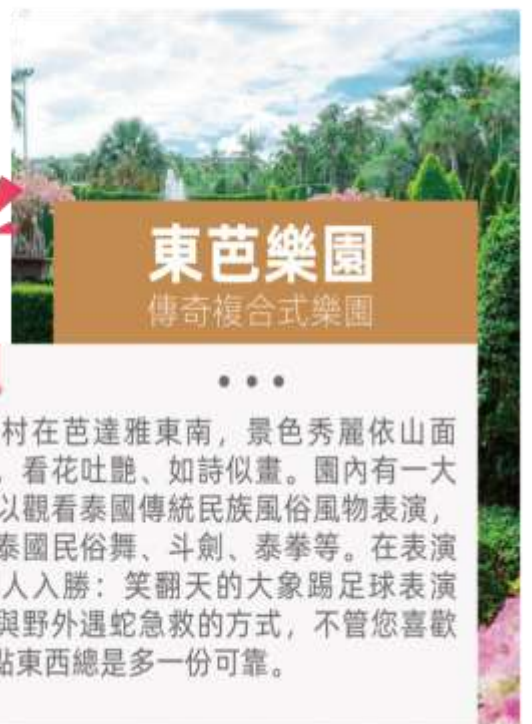 東芭樂園
傳奇複合式樂園
村在芭達雅東南，景色秀麗依山面
看花吐艷、如詩似畫。園內有一大
以觀看泰國傳統民族風俗風物表演，
泰國民俗舞、斗劍、泰拳等。在表演
人入勝：笑翻天的大象踢足球表演
與野外遇蛇急救的方式，不管您喜歡
點東西總是多一份可靠。